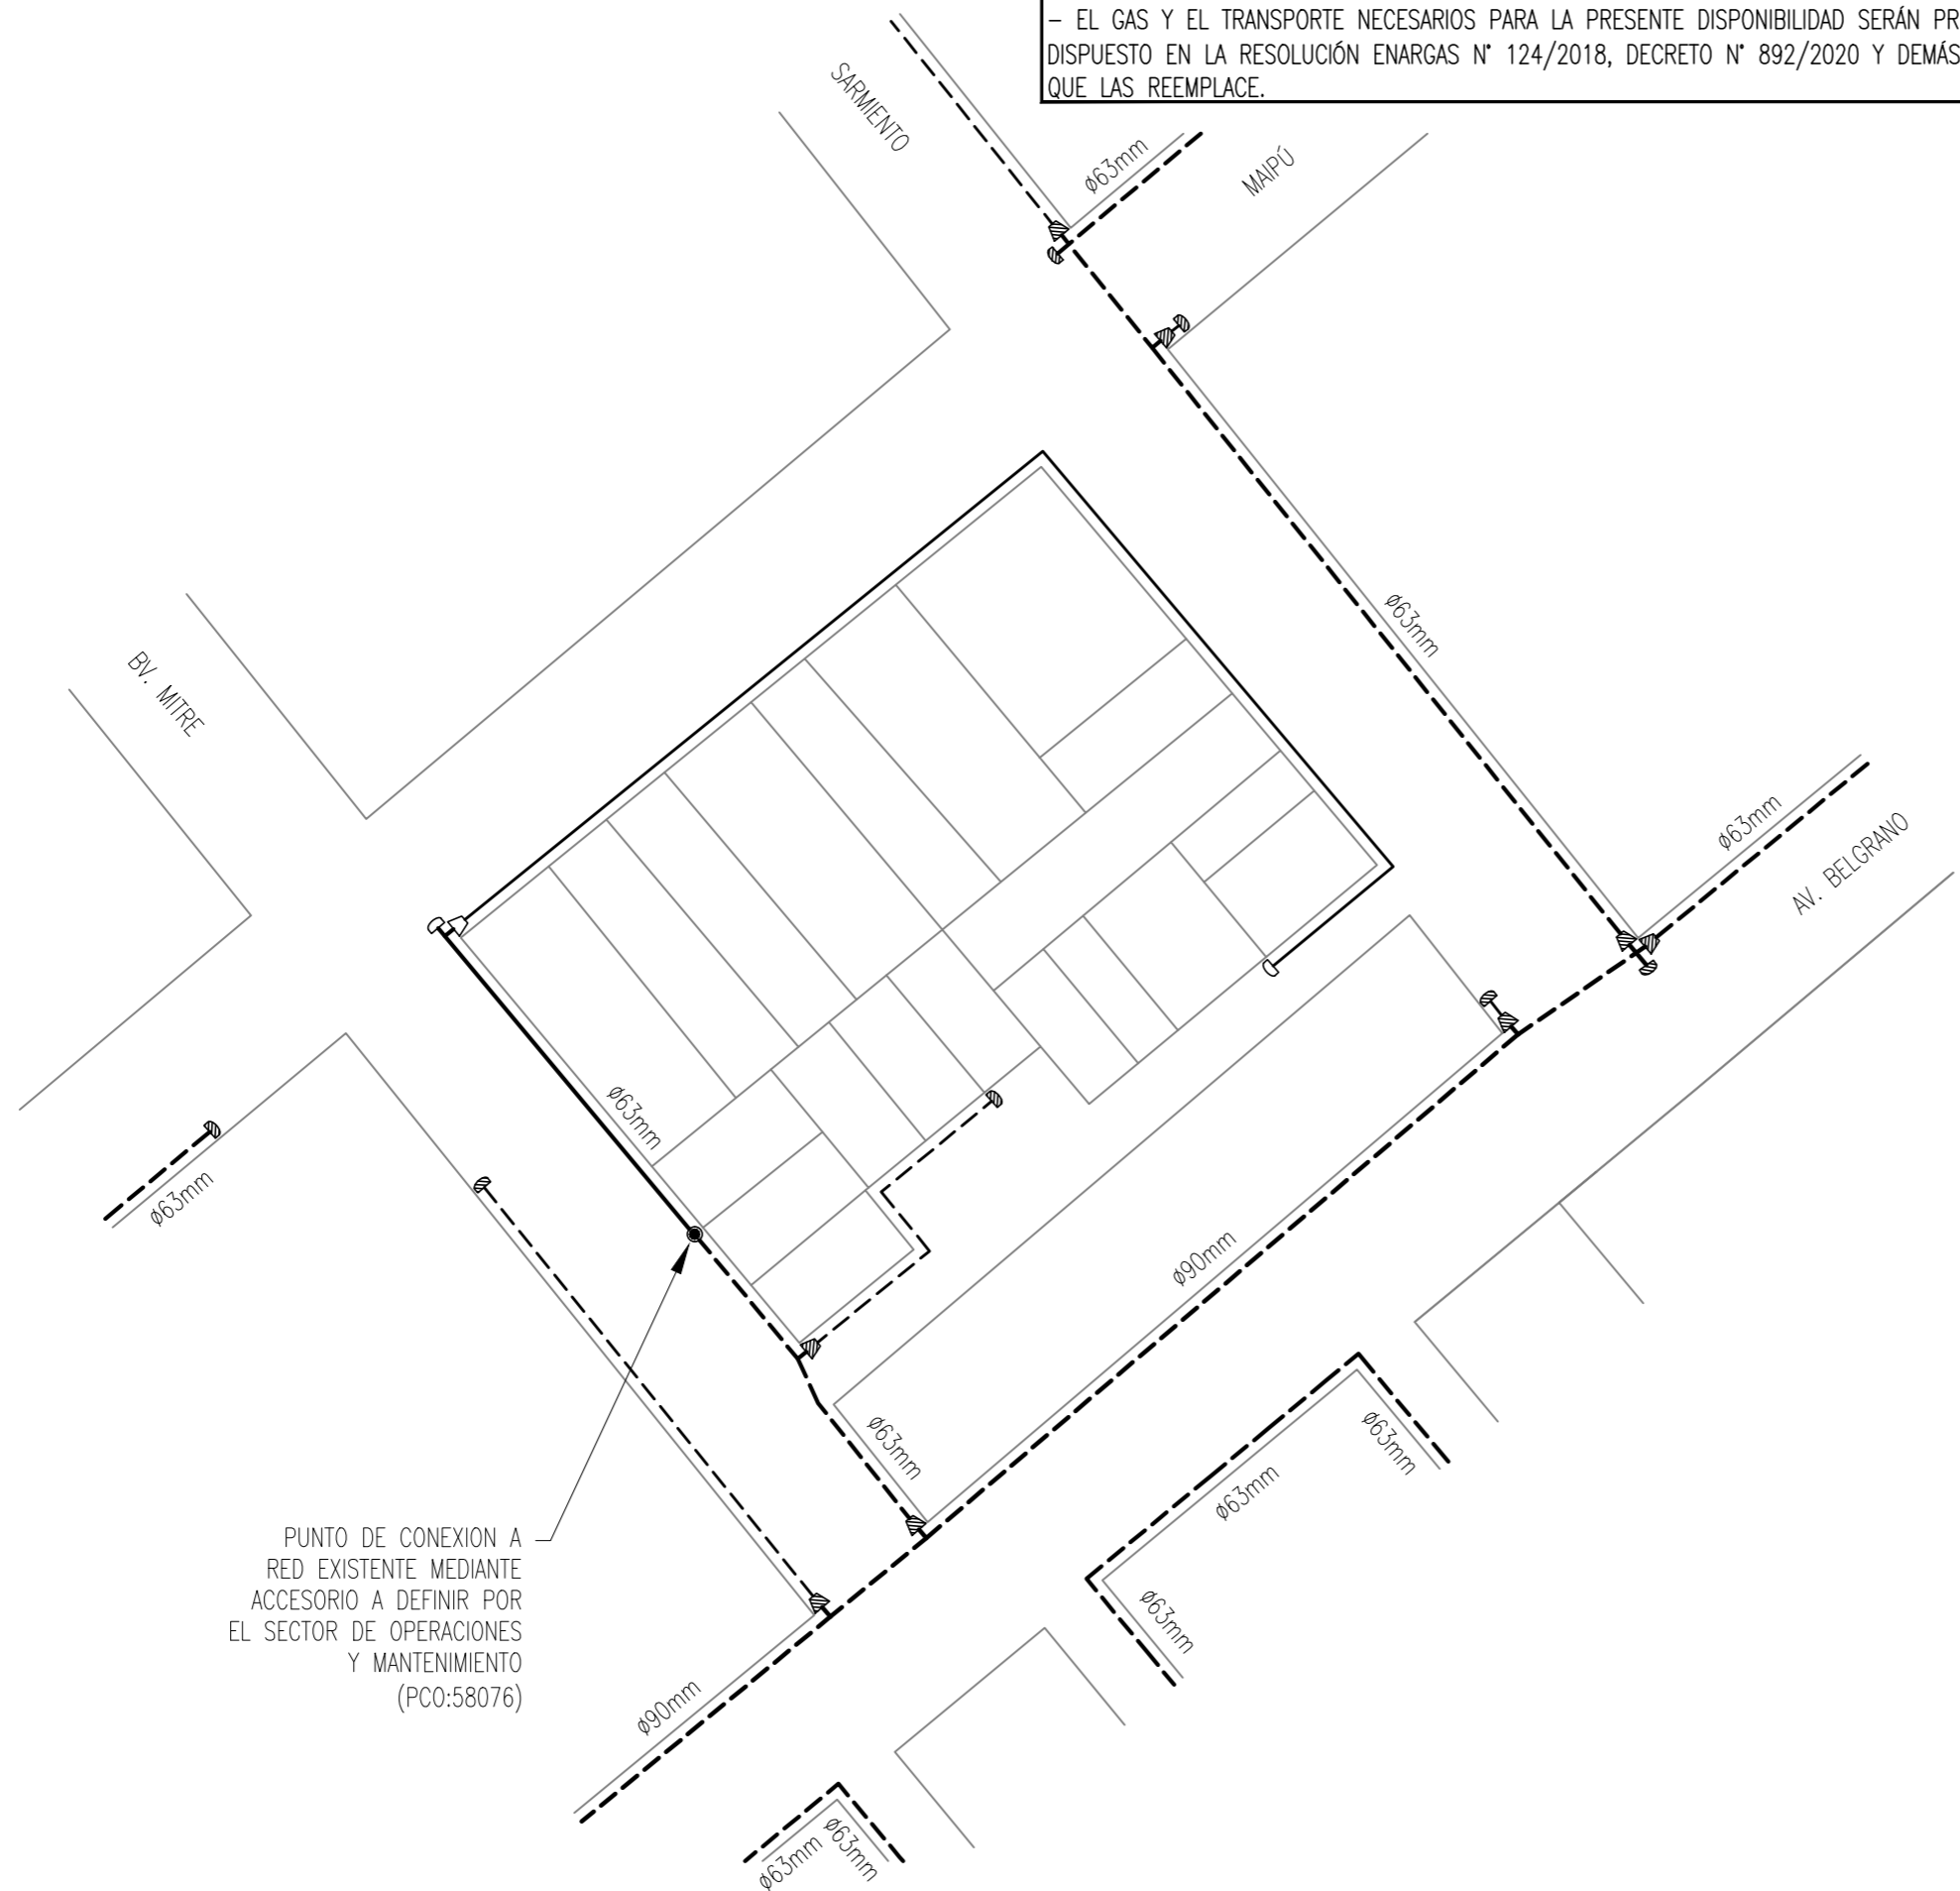 – EL GAS Y EL TRANSPORTE NECESARIOS PARA LA PRESENTE DISPONIBILIDAD SERÁN PR
DISPUESTO EN LA RESOLUCIÓN ENARGAS N° 124/2018, DECRETO N° 892/2020 Y DEMÁS
QUE LAS REEMPLACE.
SARMIENTO
ø63mm
MAIPÚ
ø63mm
BV. MITRE
ø63mm
AV. BELGRANO
ø63mm
ø63mm
ø90mm
ø63mm
ø63mm
ø63mm
ø63mm
PUNTO DE CONEXION A
RED EXISTENTE MEDIANTE
ACCESORIO A DEFINIR POR
EL SECTOR DE OPERACIONES
Y MANTENIMIENTO
(PCO:58076)
ø90mm
ø63mm
ø63mm